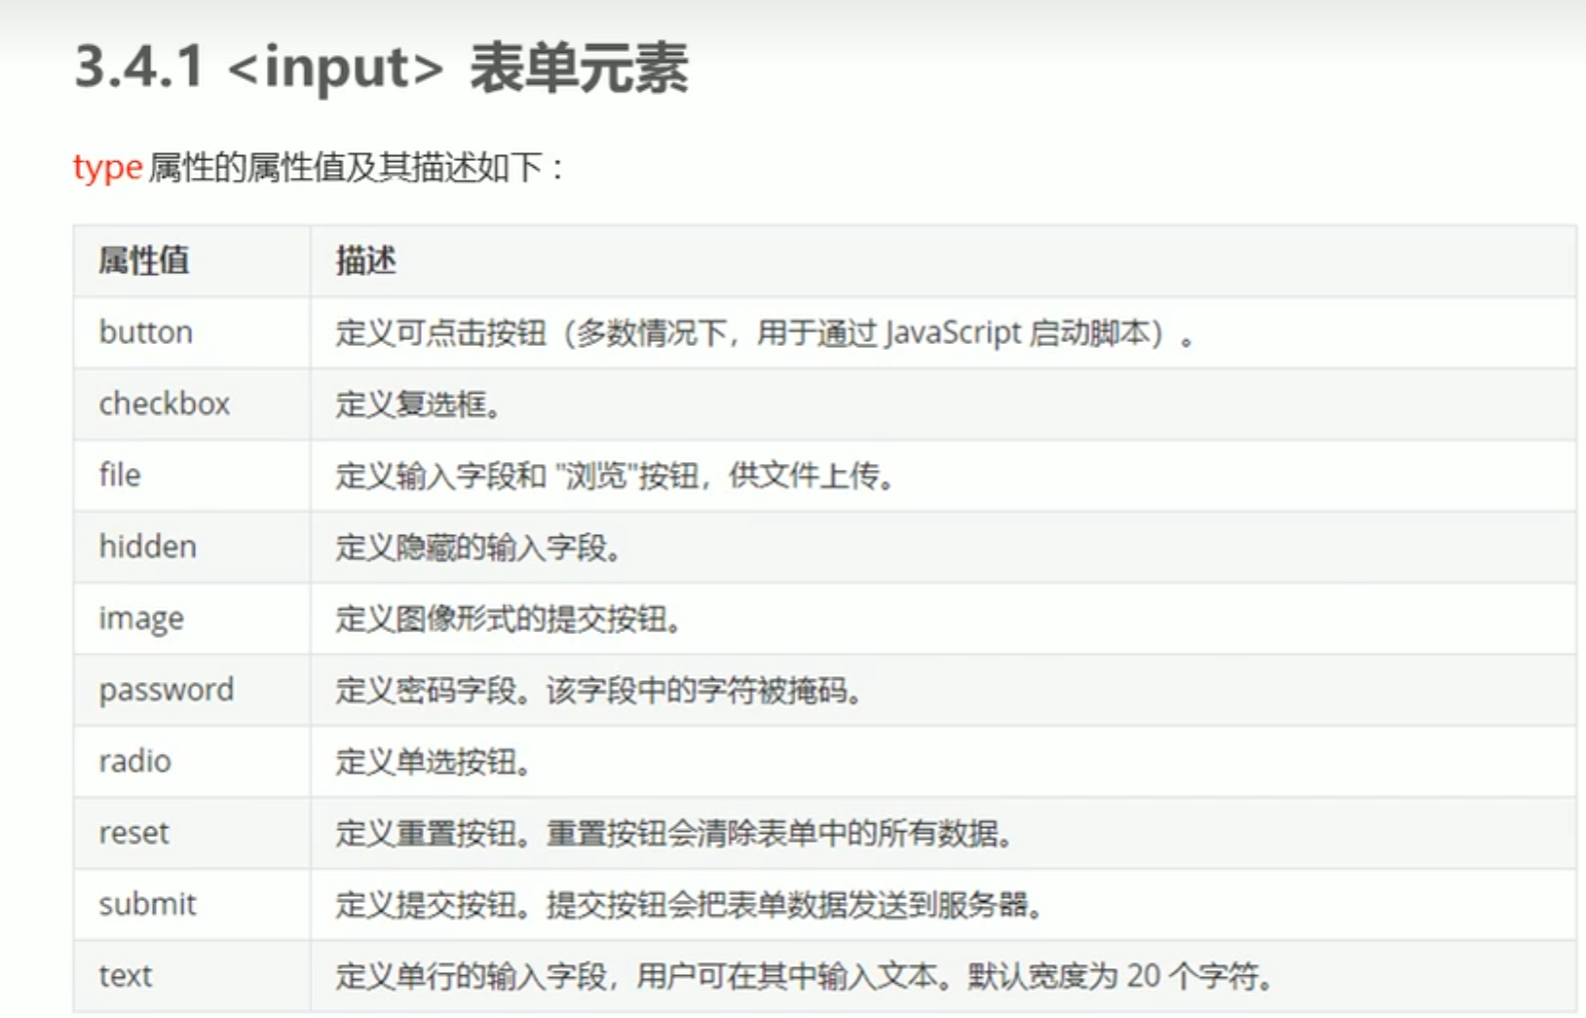 3.4.1 <input> 表单元素
type 属性的属性值及其描述如下：
属性值 描述
button 定义可点击按钮（多数情况下，用于通过 JavaScript 启动脚本）。
checkbox 定义复选框。
file 定义输入字段和 "浏览"按钮，供文件上传。
hidden 定义隐藏的输入字段。
image 定义图像形式的提交按钮。
password 定义密码字段。该字段中的字符被掩码。
radio 定义单选按钮。
reset 定义重置按钮。重置按钮会清除表单中的所有数据。
submit 定义提交按钮。提交按钮会把表单数据发送到服务器。
text 定义单行的输入字段，用户可在其中输入文本。默认宽度为 20 个字符。